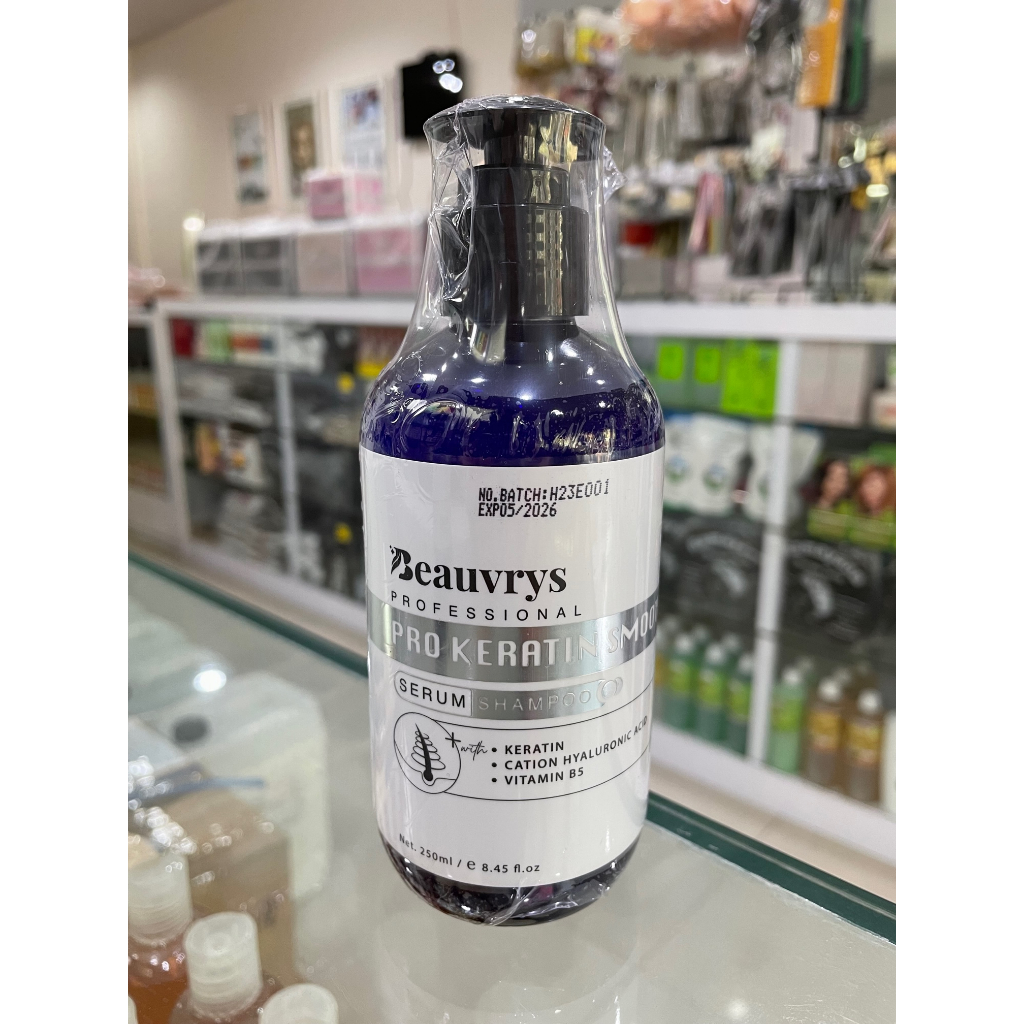 NO.BATCH:H23E001
EXP05/2026
Beauvrys
PROFESSIONAL
PRO KERATIN SMOO
SERUM SHAMPOO
+with
• KERATIN
• CATION HYALURONIC ACID
• VITAMIN B5
Net. 250ml / e 8.45 fl.oz